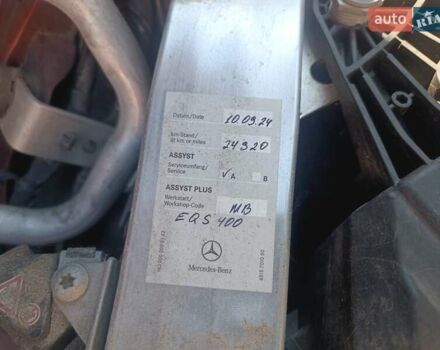 auto RIA
Datum/Date 10.09.24
km-Stand/
at km or miles 24320
ASSYST
Serviceumfang/
Service V A B
ASSYST PLUS
Werkstatt/
Workshop-Code MB
EQS 400
Mercedes-Benz